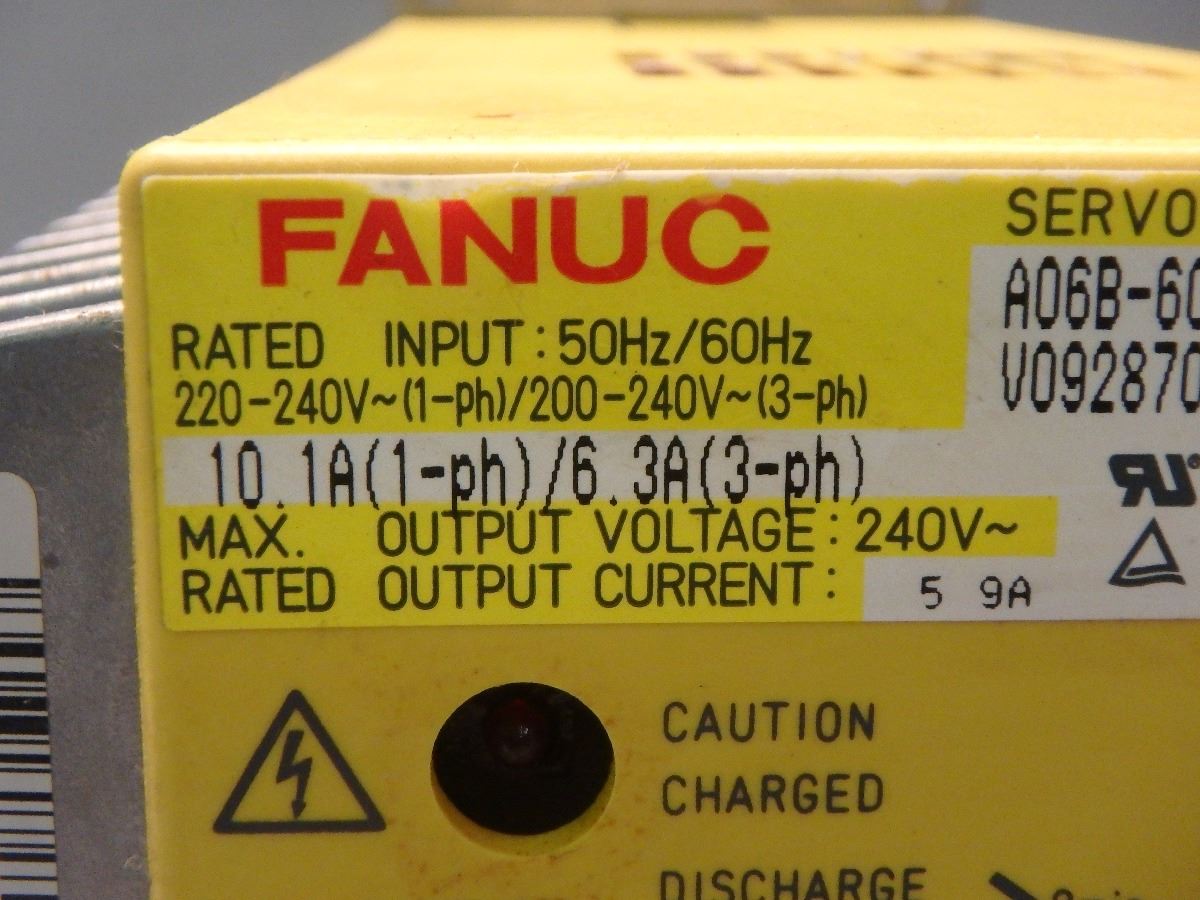 FANUC
SERVO
A06B-60
V092870
RATED INPUT: 50Hz/60Hz
220-240V~(1-ph)/200-240V~(3-ph)
10.1A(1-ph)/6.3A(3-ph)
MAX. OUTPUT VOLTAGE: 240V~
RATED OUTPUT CURRENT: 5 9A
CAUTION
CHARGED
DISCHARGE